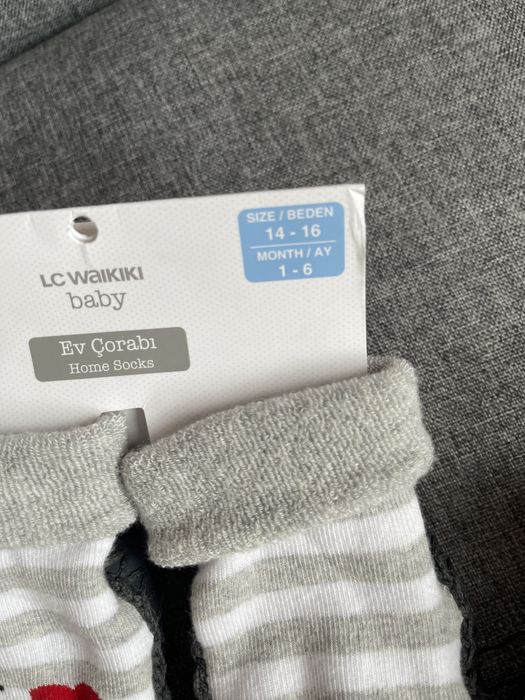 SIZE / BEDEN
14 - 16
MONTH / AY
1 - 6
LC WAIKIKI
baby
Ev Çorabı
Home Socks